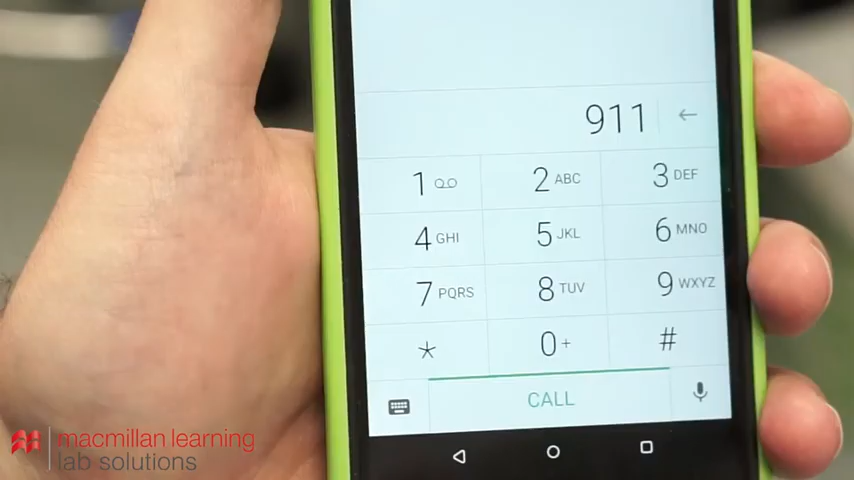 911 ←
1 2 ABC 3 DEF
4 GHI 5 JKL 6 MNO
7 PQRS 8 TUV 9 WXYZ
* 0 + #
CALL
macmillan learning
lab solutions